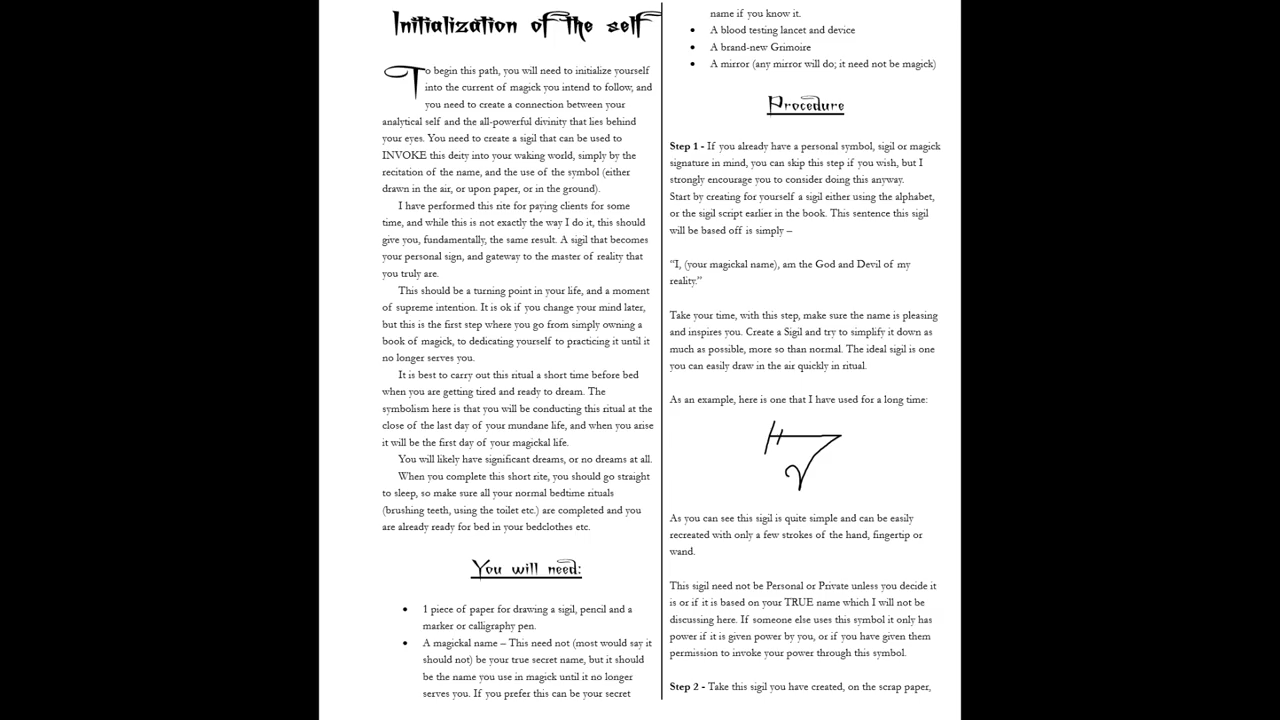 Initialization of the self
To begin this path, you will need to initialize yourself
into the current of magick you intend to follow, and
you need to create a connection between your
analytical self and the all-powerful divinity that lies behind
your eyes. You need to create a sigil that can be used to
INVOKE this deity into your waking world, simply by the
recitation of the name, and the use of the symbol (either
drawn in the air, or upon paper, or in the ground).
I have performed this rite for paying clients for some
time, and while this is not exactly the way I do it, this should
give you, fundamentally, the same result. A sigil that becomes
your personal sign, and gateway to the master of reality that
you truly are.
This should be a turning point in your life, and a moment
of supreme intention. It is ok if you change your mind later,
but this is the first step where you go from simply owning a
book of magick, to dedicating yourself to practicing it until it
no longer serves you.
It is best to carry out this ritual a short time before bed
when you are getting tired and ready to dream. The
symbolism here is that you will be conducting this ritual at the
close of the last day of your mundane life, and when you arise
it will be the first day of your magickal life.
You will likely have significant dreams, or no dreams at all.
When you complete this short rite, you should go straight
to sleep, so make sure all your normal bedtime rituals
(brushing teeth, using the toilet etc.) are completed and you
are already ready for bed in your bedclothes etc.
You will need:
• 1 piece of paper for drawing a sigil, pencil and a
marker or calligraphy pen.
• A magickal name – This need not (most would say it
should not) be your true secret name, but it should
be the name you use in magick until it no longer
serves you. If you prefer this can be your secret
name if you know it.
• A blood testing lancet and device
• A brand-new Grimoire
• A mirror (any mirror will do; it need not be magick)
Procedure
Step 1 - If you already have a personal symbol, sigil or magick
signature in mind, you can skip this step if you wish, but I
strongly encourage you to consider doing this anyway.
Start by creating for yourself a sigil either using the alphabet,
or the sigil script earlier in the book. This sentence this sigil
will be based off is simply –
“I, (your magickal name), am the God and Devil of my
reality.”
Take your time, with this step, make sure the name is pleasing
and inspires you. Create a Sigil and try to simplify it down as
much as possible, more so than normal. The ideal sigil is one
you can easily draw in the air quickly in ritual.
As an example, here is one that I have used for a long time:
As you can see this sigil is quite simple and can be easily
recreated with only a few strokes of the hand, fingertip or
wand.
This sigil need not be Personal or Private unless you decide it
is or if it is based on your TRUE name which I will not be
discussing here. If someone else uses this symbol it only has
power if it is given power by you, or if you have given them
permission to invoke your power through this symbol.
Step 2 - Take this sigil you have created, on the scrap paper,